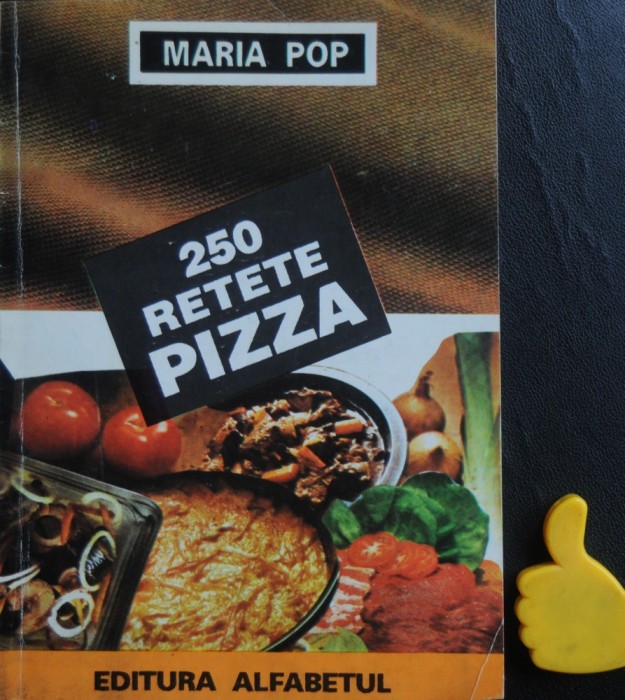 MARIA POP
250
RETETE
PIZZA
EDITURA ALFABETUL